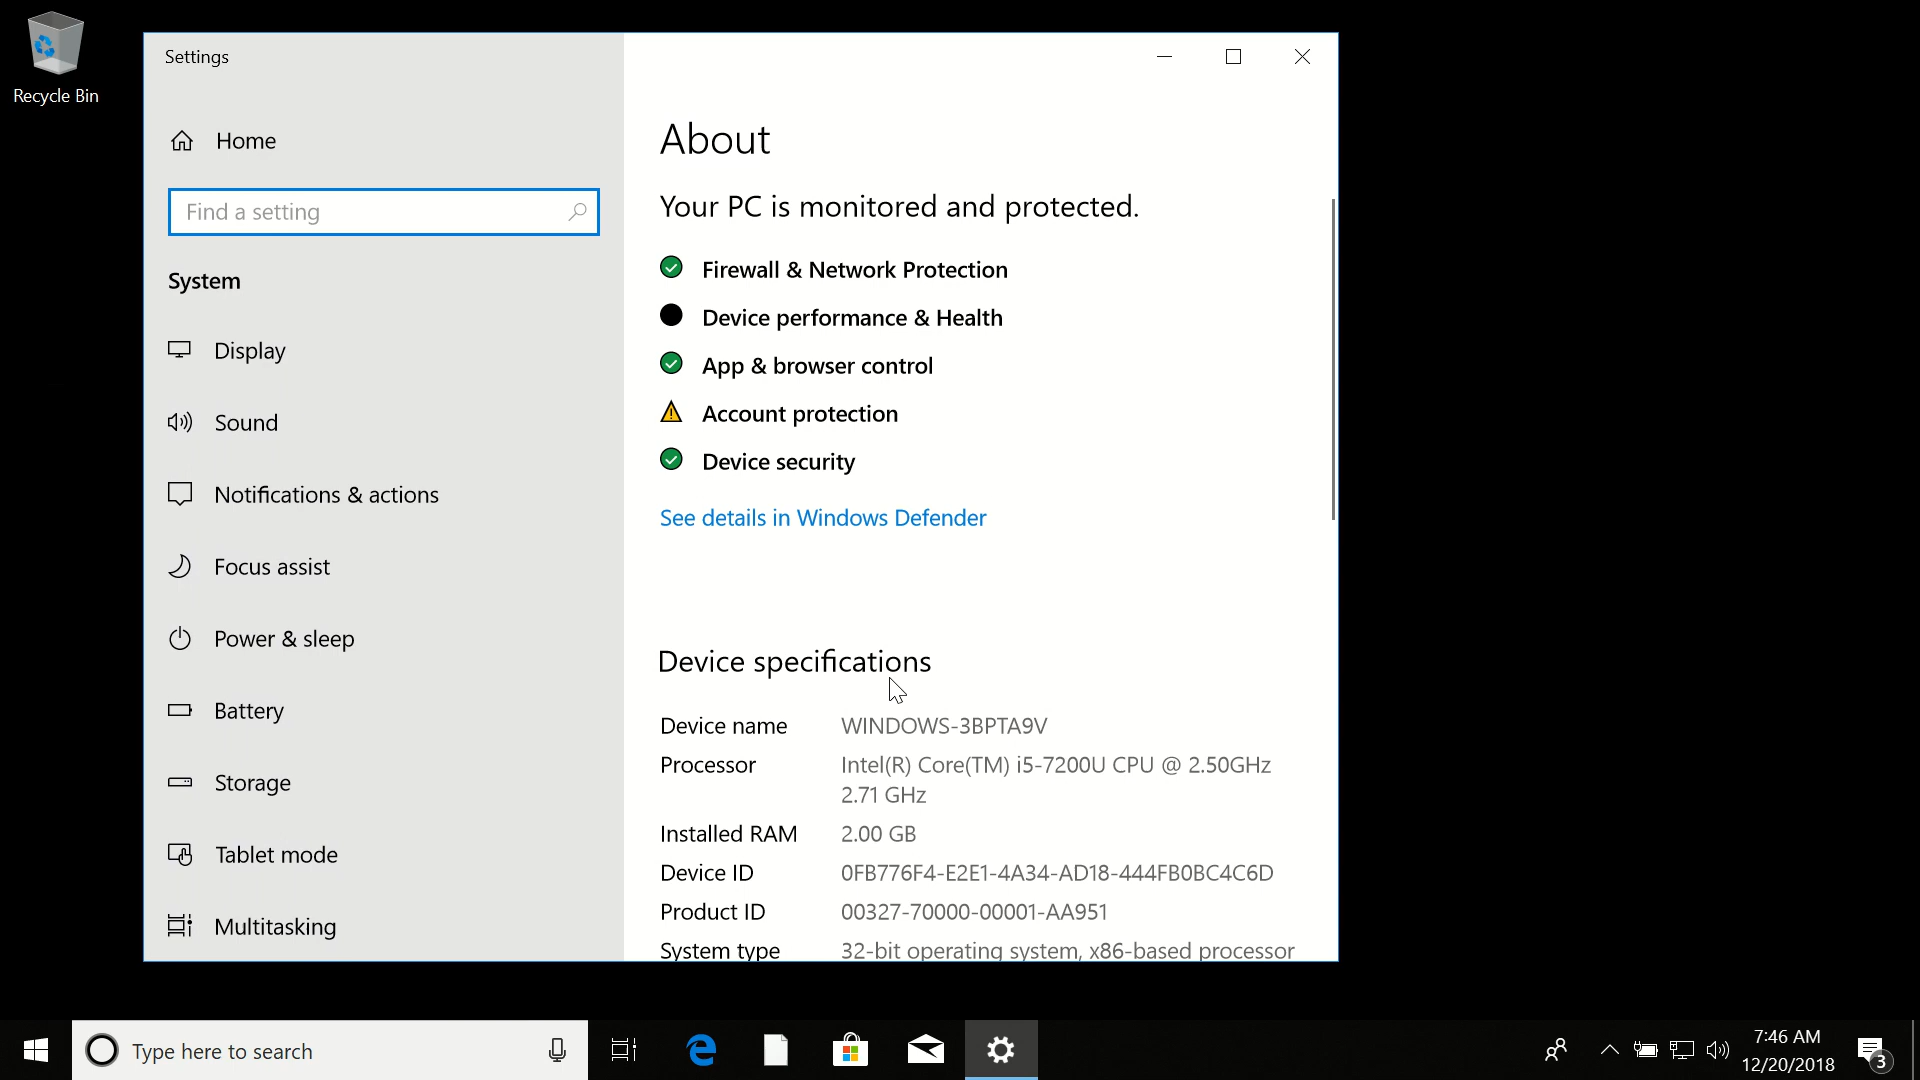 Recycle Bin
Settings
Home
Find a setting
System
Display
Sound
Notifications & actions
Focus assist
Power & sleep
Battery
Storage
Tablet mode
Multitasking
About
Your PC is monitored and protected.
Firewall & Network Protection
Device performance & Health
App & browser control
Account protection
Device security
See details in Windows Defender
Device specifications
Device name WINDOWS-3BPTA9V
Processor Intel(R) Core(TM) i5-7200U CPU @ 2.50GHz
2.71 GHz
Installed RAM 2.00 GB
Device ID 0FB776F4-E2E1-4A34-AD18-444FB0BC4C6D
Product ID 00327-70000-00001-AA951
System type 32-bit operating system, x86-based processor
Type here to search
7:46 AM
12/20/2018
3